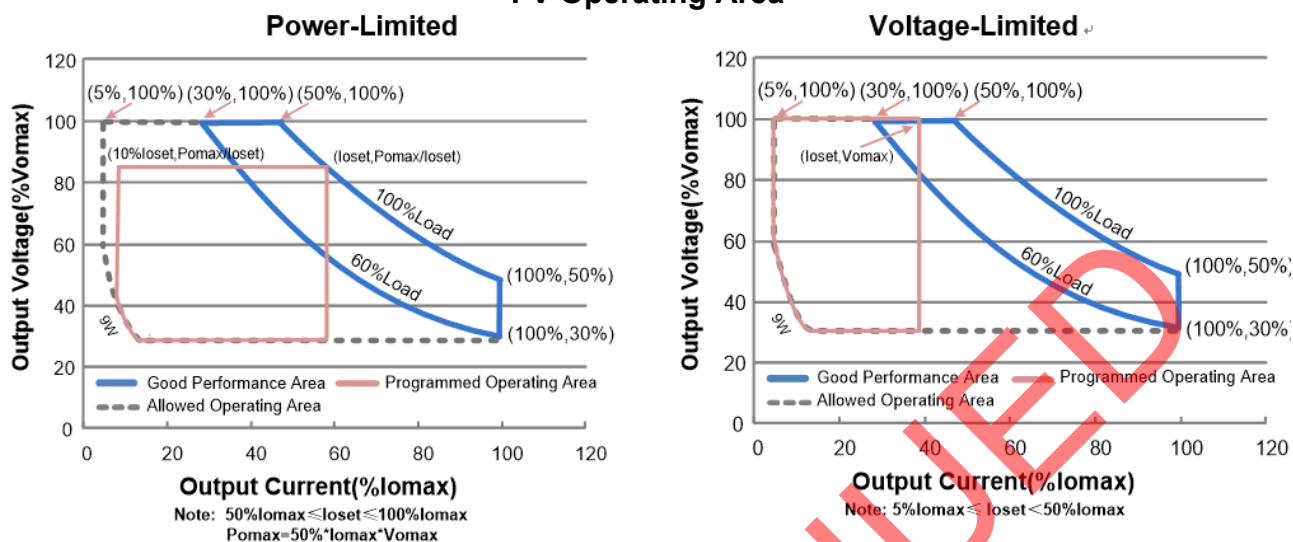 I-V Operating Area
Power-Limited
120
100
80
60
40
20
0
Output Voltage(%Vomax)
(5%,100%) (30%,100%) (50%,100%)
(10%Ioset,Pomax/Ioset)
(Ioset,Pomax/Ioset)
100%Load
60%Load
(100%,50%)
(100%,30%)
9W
Good Performance Area
Programmed Operating Area
Allowed Operating Area
0 20 40 60 80 100 120
Output Current(%Iomax)
Note: 50%Iomax≤Ioset≤100%Iomax
Pomax=50%*Iomax*Vomax
Voltage-Limited ↵
120
100
80
60
40
20
0
Output Voltage(%Vomax)
(5%,100%) (30%,100%) (50%,100%)
(Ioset,Vomax)
100%Load
60%Load
(100%,50%)
(100%,30%)
9W
Good Performance Area
Programmed Operating Area
Allowed Operating Area
0 20 40 60 80 100 120
Output Current(%Iomax)
Note: 5%Iomax≤ Ioset<50%Iomax
UED